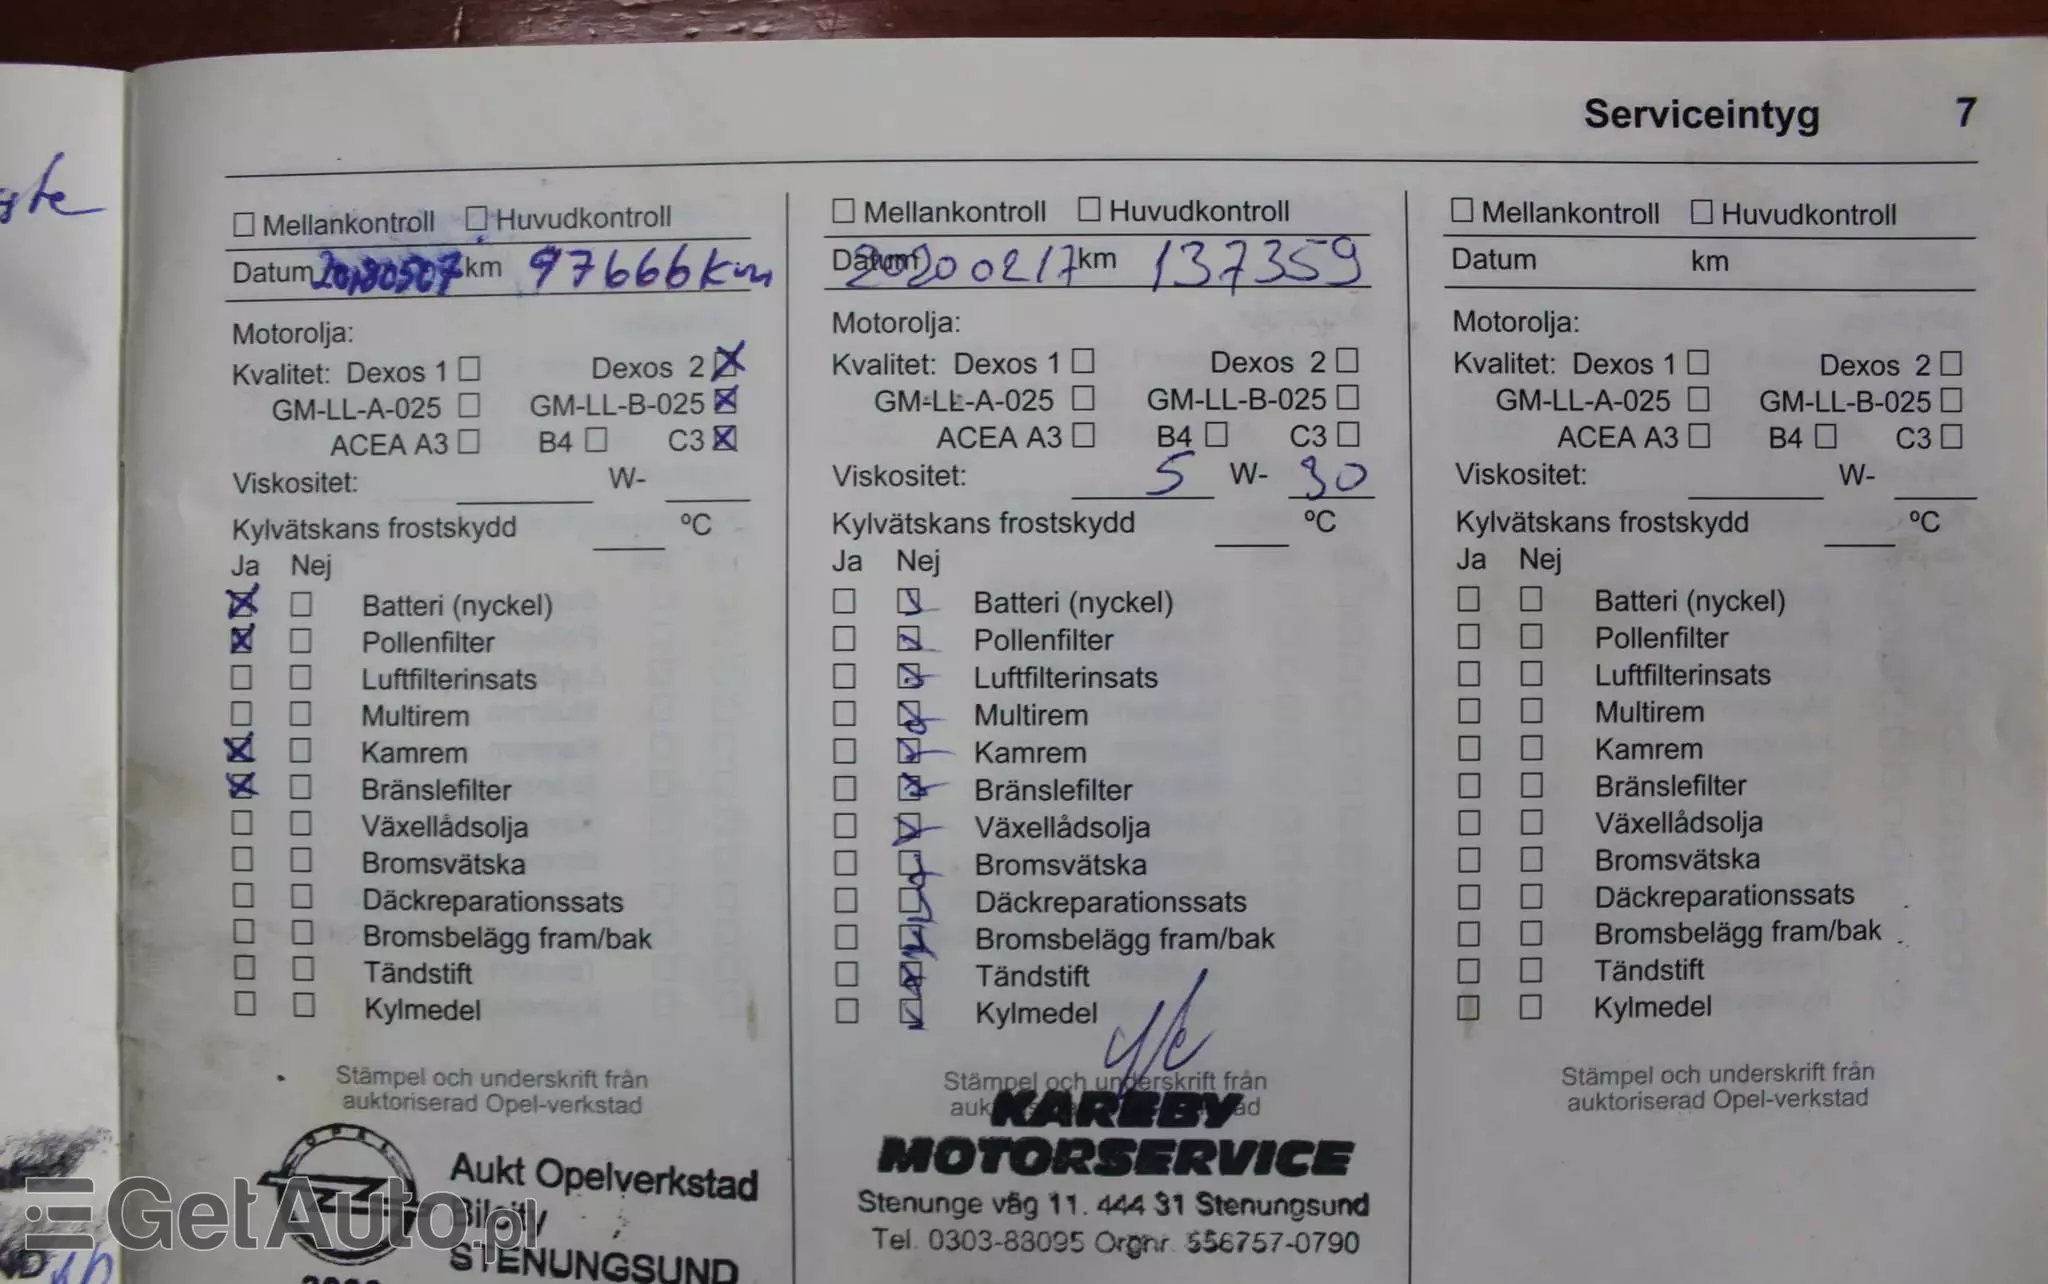 Serviceintyg 7
Mellankontroll Huvudkontroll
Datum 20180507 km 97666 km
Motorolja:
Kvalitet: Dexos 1 Dexos 2
GM-LL-A-025 GM-LL-B-025
ACEA A3 B4 C3
Viskositet: W-
Kylvätskans frostskydd °C
Ja Nej
Batteri (nyckel)
Pollenfilter
Luftfilterinsats
Multirem
Kamrem
Bränslefilter
Växellådsolja
Bromsvätska
Däckreparationssats
Bromsbelägg fram/bak
Tändstift
Kylmedel
Stämpel och underskrift från
auktoriserad Opel-verkstad
OPEL
Aukt Opelverkstad
Bilcity
STENUNGSUND
Mellankontroll Huvudkontroll
Datum 20200217 km 137359
Motorolja:
Kvalitet: Dexos 1 Dexos 2
GM-LL-A-025 GM-LL-B-025
ACEA A3 B4 C3
Viskositet: 5 W- 30
Kylvätskans frostskydd °C
Ja Nej
Batteri (nyckel)
Pollenfilter
Luftfilterinsats
Multirem
Kamrem
Bränslefilter
Växellådsolja
Bromsvätska
Däckreparationssats
Bromsbelägg fram/bak
Tändstift
Kylmedel
Stämpel och underskrift från
KAREBY
MOTORSERVICE
Stenunge väg 11. 444 31 Stenungsund
Tel. 0303-83095 Orgnr. 556757-0790
Mellankontroll Huvudkontroll
Datum km
Motorolja:
Kvalitet: Dexos 1 Dexos 2
GM-LL-A-025 GM-LL-B-025
ACEA A3 B4 C3
Viskositet: W-
Kylvätskans frostskydd °C
Ja Nej
Batteri (nyckel)
Pollenfilter
Luftfilterinsats
Multirem
Kamrem
Bränslefilter
Växellådsolja
Bromsvätska
Däckreparationssats
Bromsbelägg fram/bak
Tändstift
Kylmedel
Stämpel och underskrift från
auktoriserad Opel-verkstad
GetAuto.pl